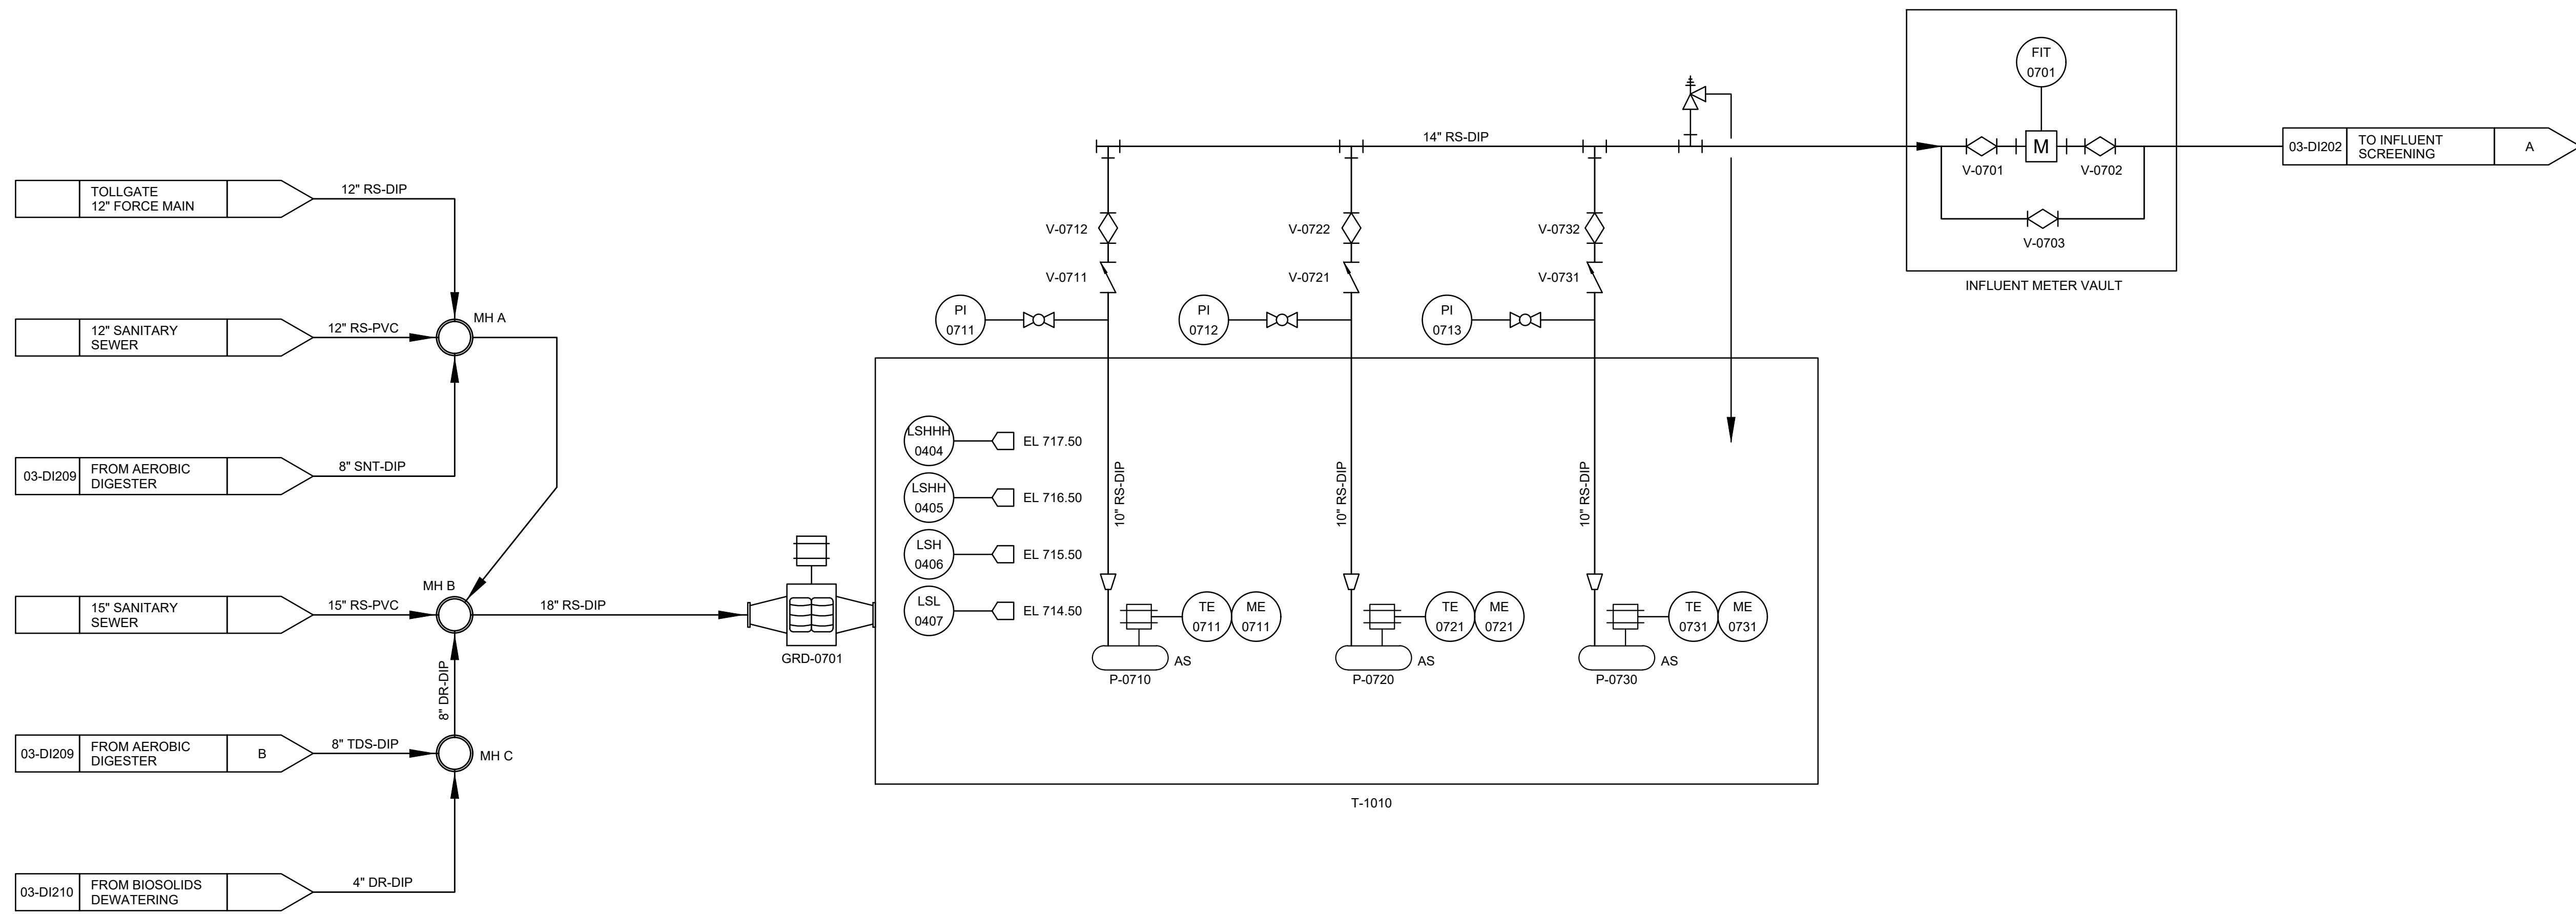 TOLLGATE
12" FORCE MAIN
12" RS-DIP
12" SANITARY
SEWER
12" RS-PVC
MH A
03-DI209
FROM AEROBIC
DIGESTER
8" SNT-DIP
15" SANITARY
SEWER
15" RS-PVC
MH B
18" RS-DIP
8" DR-DIP
03-DI209
FROM AEROBIC
DIGESTER
B
8" TDS-DIP
MH C
03-DI210
FROM BIOSOLIDS
DEWATERING
4" DR-DIP
GRD-0701
LSHHH
0404
EL 717.50
LSHH
0405
EL 716.50
LSH
0406
EL 715.50
LSL
0407
EL 714.50
14" RS-DIP
V-0712
V-0711
PI
0711
10" RS-DIP
TE
0711
ME
0711
AS
P-0710
V-0722
V-0721
PI
0712
10" RS-DIP
TE
0721
ME
0721
AS
P-0720
V-0732
V-0731
PI
0713
10" RS-DIP
TE
0731
ME
0731
AS
P-0730
T-1010
FIT
0701
M
V-0701
V-0702
V-0703
INFLUENT METER VAULT
03-DI202
TO INFLUENT
SCREENING
A